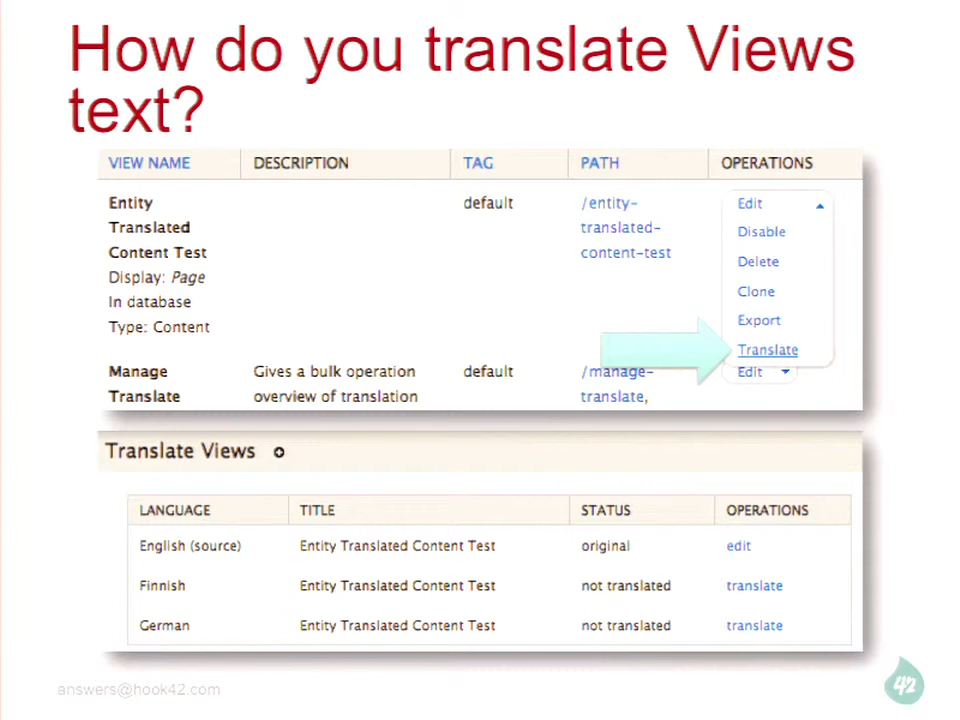 How do you translate Views
text?
VIEW NAME DESCRIPTION TAG PATH OPERATIONS
Entity default /entity- Edit
Translated translated- Disable
Content Test content-test Delete
Display: Page
In database Clone
Type: Content Export
Translate
Manage Gives a bulk operation default /manage- Edit
Translate overview of translation translate,
Translate Views
LANGUAGE TITLE STATUS OPERATIONS
English (source) Entity Translated Content Test original edit
Finnish Entity Translated Content Test not translated translate
German Entity Translated Content Test not translated translate
answers@hook42.com
42